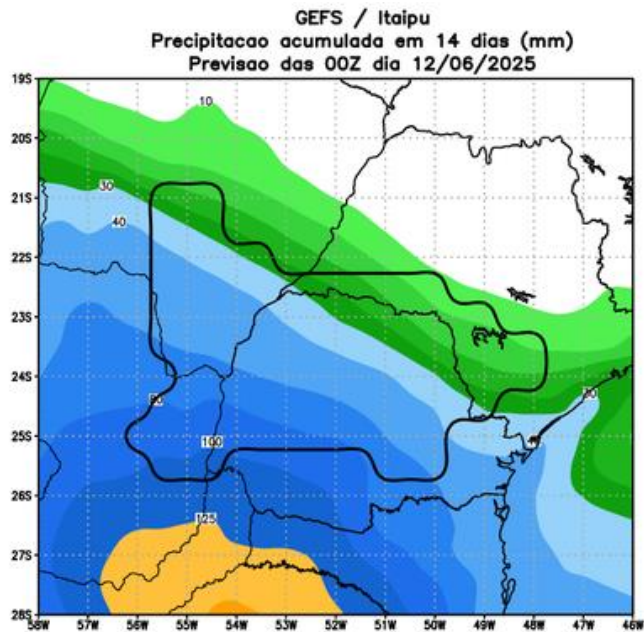 GEFS / Itaipu
Precipitacao acumulada em 14 dias (mm)
Previsao das 00Z dia 12/06/2025
19S
10
20S
21S
30
40
22S
23S
24S
25S
100
26S
125
27S
28S
58W 57W 56W 55W 54W 53W 52W 51W 50W 49W 48W 47W 46W